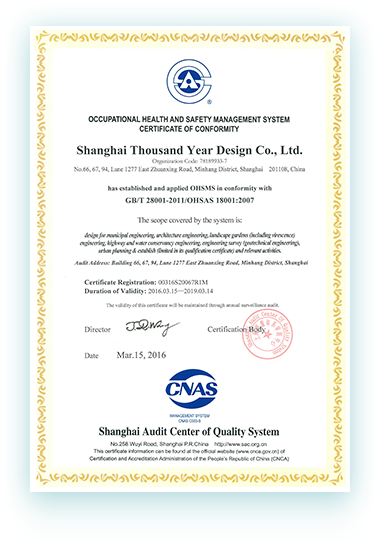 OCCUPATIONAL HEALTH AND SAFETY MANAGEMENT SYSTEM
CERTIFICATE OF CONFORMITY
Shanghai Thousand Year Design Co., Ltd.
Organization Code: 78189933-7
No.66, 67, 94, Lane 1277 East Zhuanxing Road, Minhang District, Shanghai 201108, China
has established and applied OHSMS in conformity with
GB/T 28001-2011/OHSAS 18001:2007
The scope covered by the system is:
design for municipal engineering, architecture engineering, landscape gardens (including virescence)
engineering, highway and water conservancy engineering, engineering survey (geotechnical engineering),
urban planning & establish (limited in its qualification certificate) and relevant activities.
Audit Address: Building 66, 67, 94, Lane 1277 East Zhuanxing Road, Minhang District, Shanghai
Certificate Registration: 00316S20067R1M
Duration of Validity: 2016.03.15—2019.03.14
The validity of this certificate will be maintained through annual surveillance audit.
Director
Certification Body
Shanghai Audit Center of Quality System
Date Mar.15, 2016
CNAS
MANAGEMENT SYSTEM
Shanghai Audit Center of Quality System
No.258 Wuyi Road, Shanghai P.R.China http://www.sac.org.cn
This certificate information can be found at the official website (www.cnca.gov.cn) of
Certification and Accreditation Administration of the People's Republic of China (CNCA)